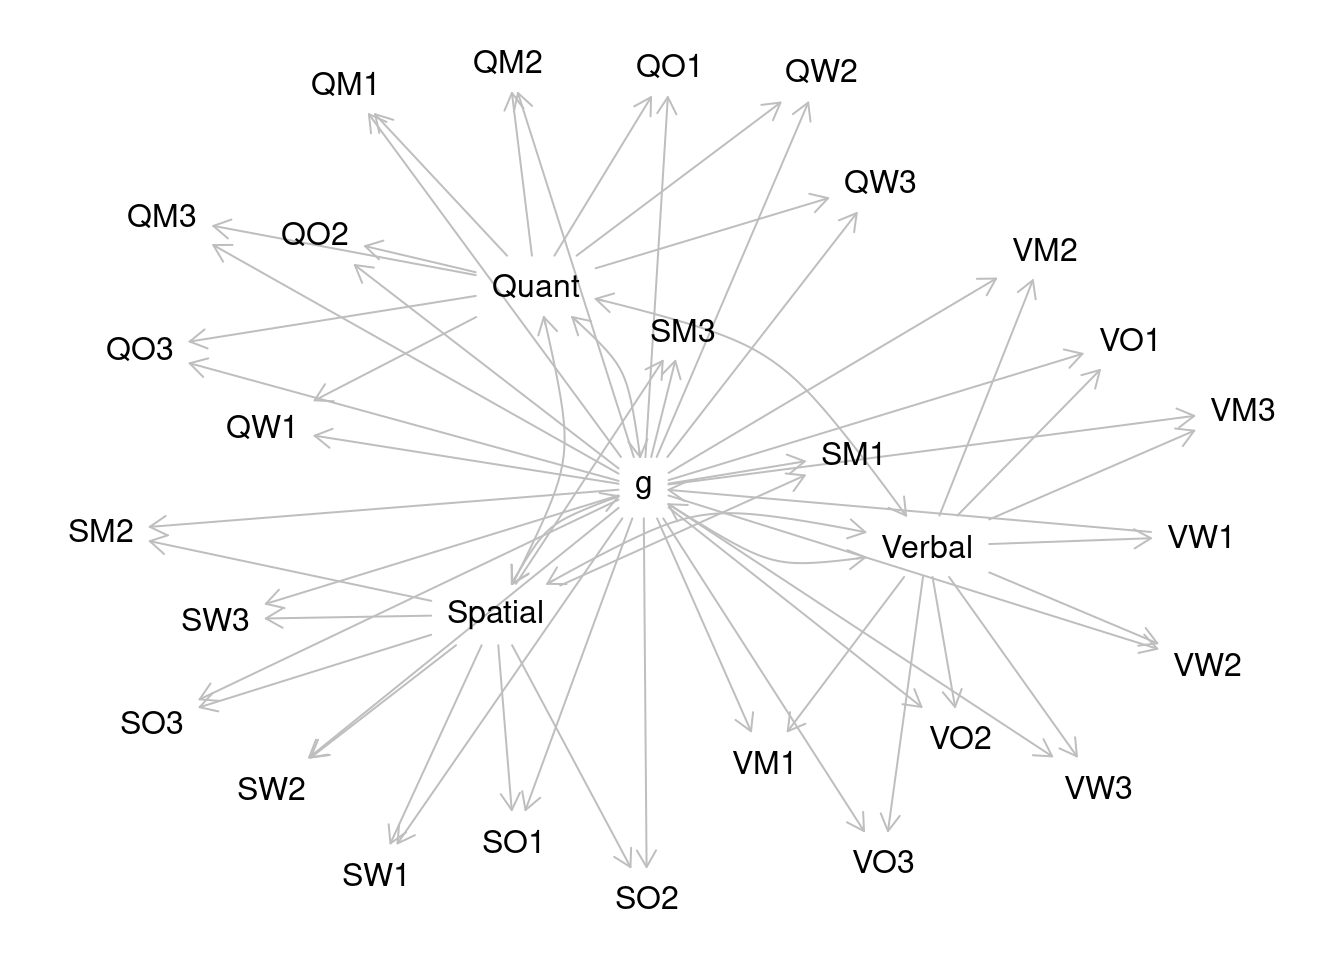 QM2
QO1
QW2
QM1
QW3
QM3
QO2
VM2
Quant
SM3
VO1
QO3
VM3
QW1
SM1
g
SM2
VW1
Verbal
Spatial
SW3
VW2
SO3
VO2
VM1
SW2
VW3
SO1
VO3
SW1
SO2